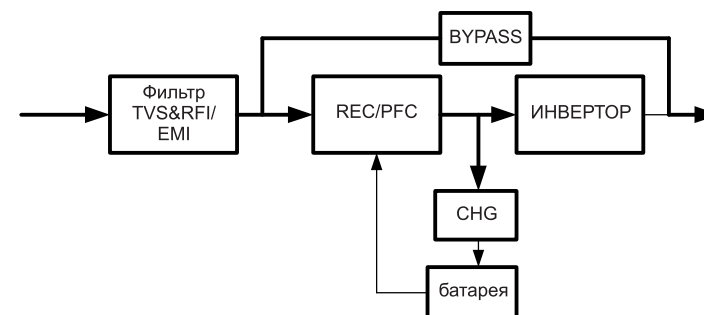 BYPASS
Фильтр
TVS&RFI/
EMI
REC/PFC
ИНВЕРТОР
CHG
батарея